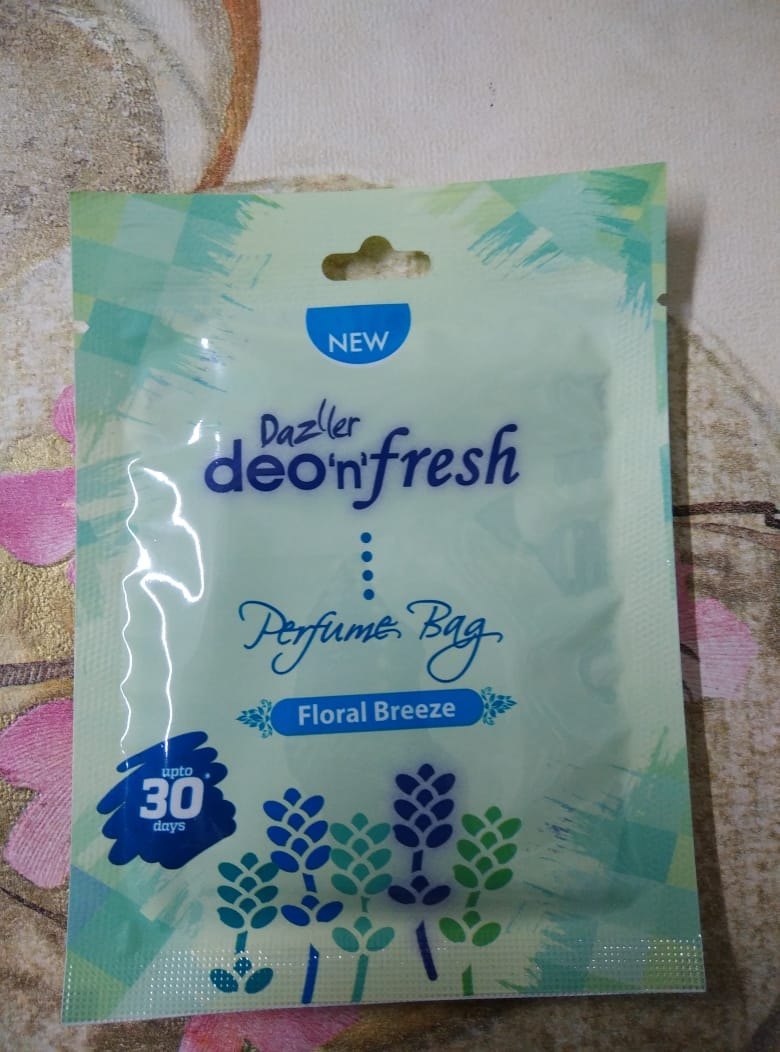 NEW
Dazller
deo'n'fresh
Perfume Bag
Floral Breeze
upto
30*
days